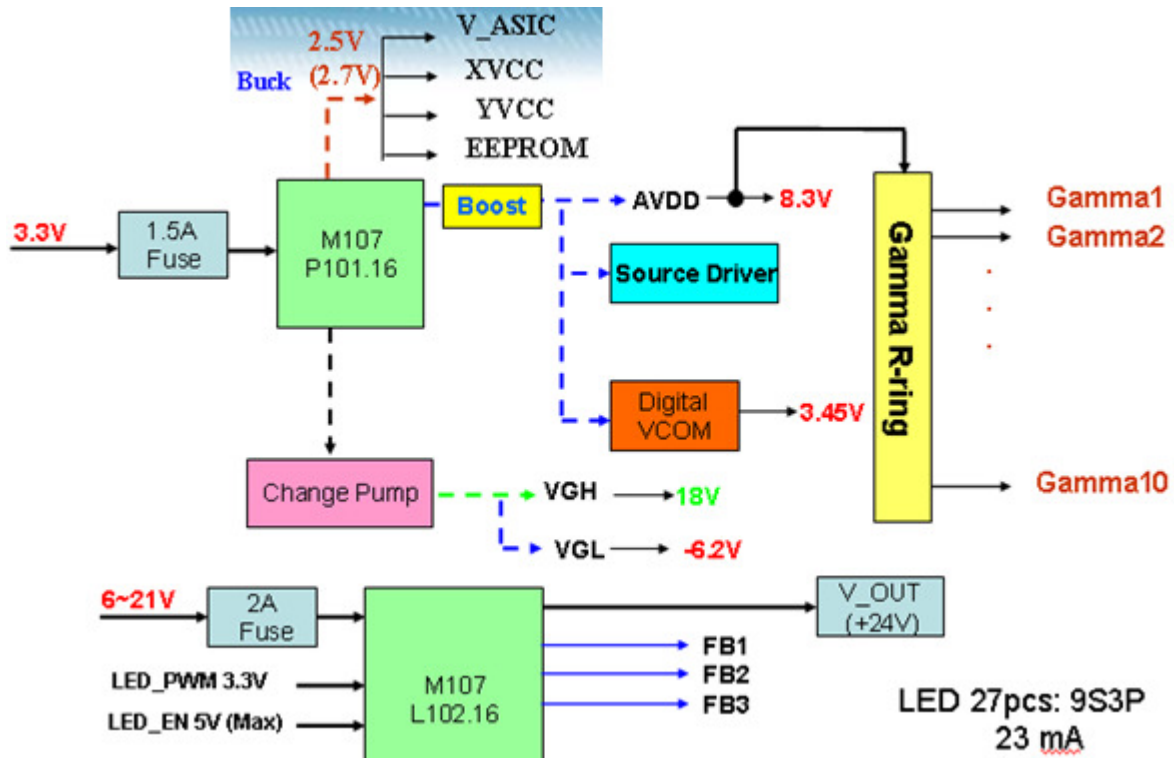 V_ASIC
2.5V
Buck (2.7V)
XVCC
YVCC
EEPROM
3.3V
1.5A
Fuse
M107
P101.16
Boost
AVDD
8.3V
Source Driver
Digital
VCOM
3.45V
Gamma R-ring
Gamma1
Gamma2
Gamma10
Change Pump
VGH
18V
VGL
-6.2V
6~21V
2A
Fuse
LED_PWM 3.3V
LED_EN 5V (Max)
M107
L102.16
V_OUT
(+24V)
FB1
FB2
FB3
LED 27pcs: 9S3P
23 mA